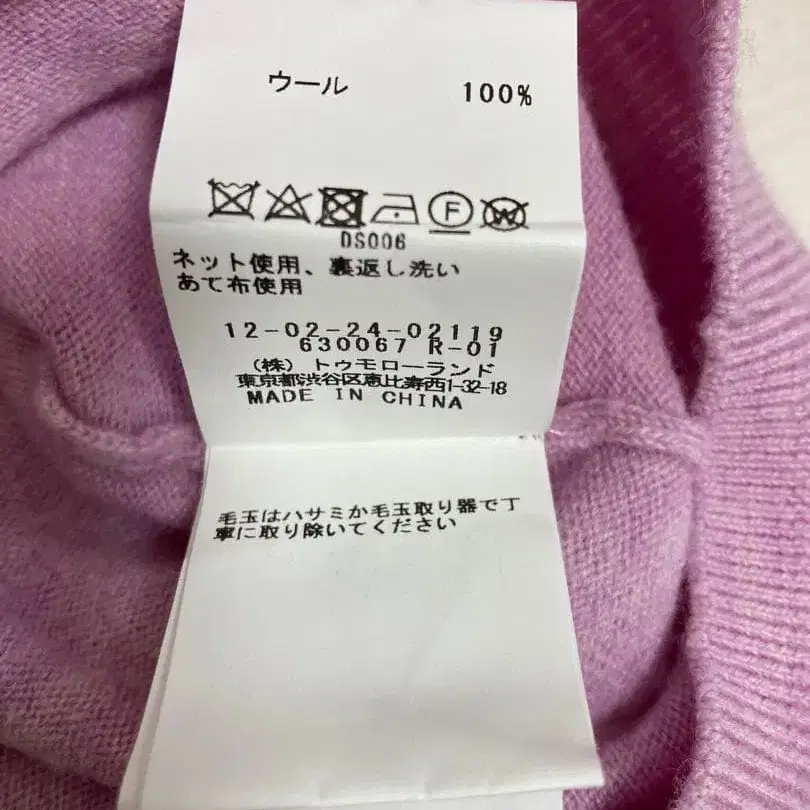 ウール 100%
F W
DS006
ネット使用、裏返し洗い
あて布使用
12-02-24-02119
630067 R-01
(株) トゥモローランド
東京都渋谷区恵比寿西1-32-18
MADE IN CHINA
毛玉はハサミか毛玉取り器で丁
寧に取り除いてください